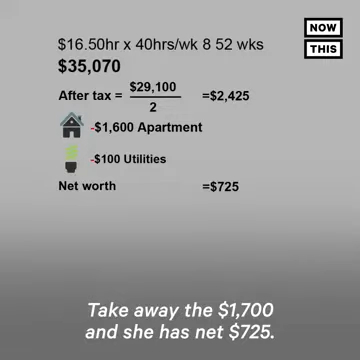 NOW
THIS
$16.50hr x 40hrs/wk 8 52 wks
$35,070
After tax = $29,100 =$2,425
2
-$1,600 Apartment
-$100 Utilities
Net worth =$725
Take away the $1,700
and she has net $725.